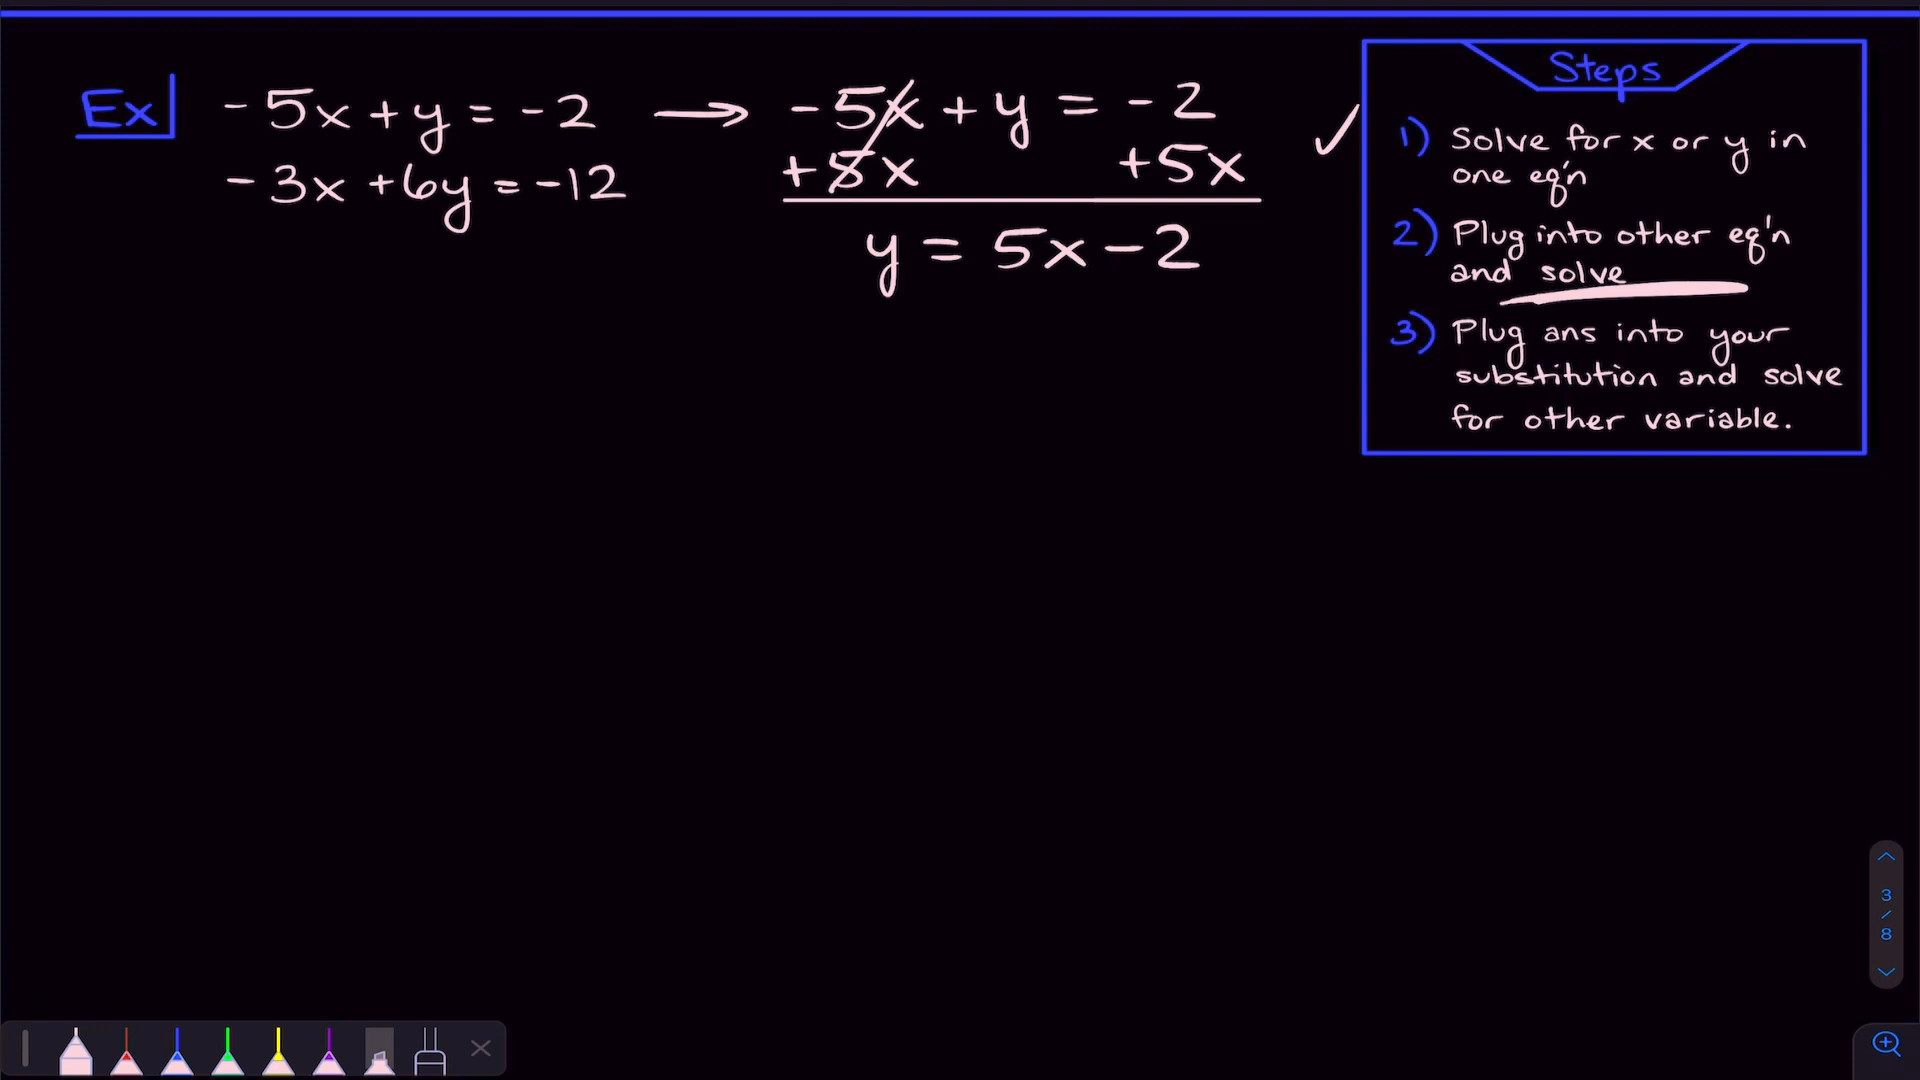 Ex
-5x + y = -2 → -5x + y = -2 ✓
-3x + 6y = -12
+5x +5x
y = 5x - 2
Steps
1) Solve for x or y in
one eq'n
2) Plug into other eq'n
and solve
3) Plug ans into your
substitution and solve
for other variable.
3
/
8